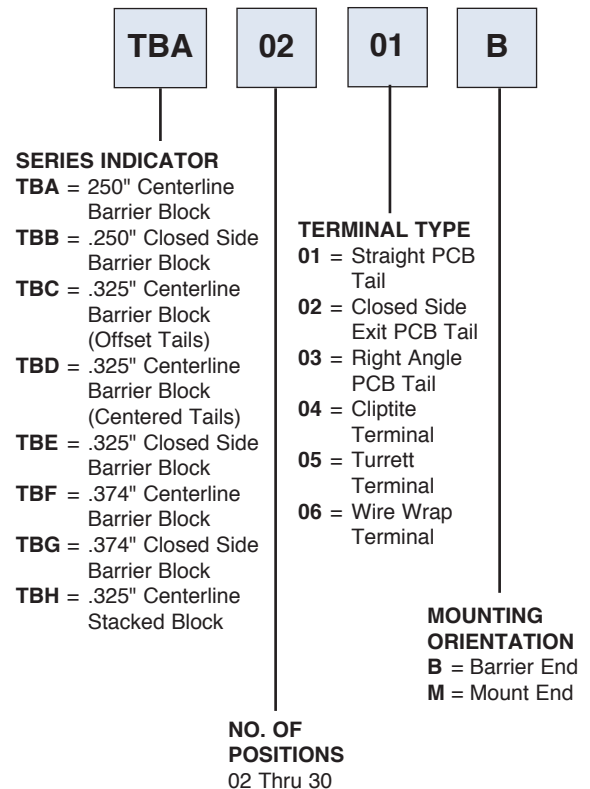 TBA 02 01 B
SERIES INDICATOR
TBA = 250" Centerline
Barrier Block
TBB = .250" Closed Side
Barrier Block
TBC = .325" Centerline
Barrier Block
(Offset Tails)
TBD = .325" Centerline
Barrier Block
(Centered Tails)
TBE = .325" Closed Side
Barrier Block
TBF = .374" Centerline
Barrier Block
TBG = .374" Closed Side
Barrier Block
TBH = .325" Centerline
Stacked Block
NO. OF
POSITIONS
02 Thru 30
TERMINAL TYPE
01 = Straight PCB
Tail
02 = Closed Side
Exit PCB Tail
03 = Right Angle
PCB Tail
04 = Cliptite
Terminal
05 = Turrett
Terminal
06 = Wire Wrap
Terminal
MOUNTING
ORIENTATION
B = Barrier End
M = Mount End